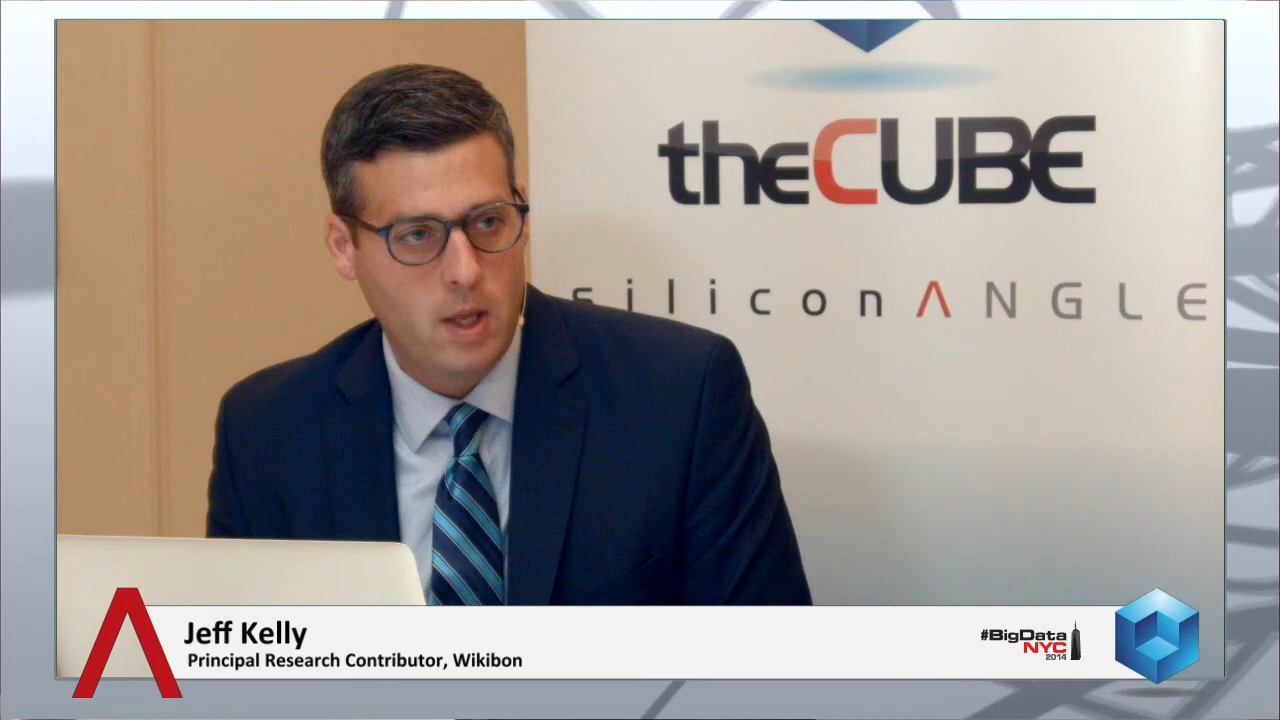 theCUBE
siliconANGLE
Jeff Kelly
Principal Research Contributor, Wikibon
#BigData
NYC
2014